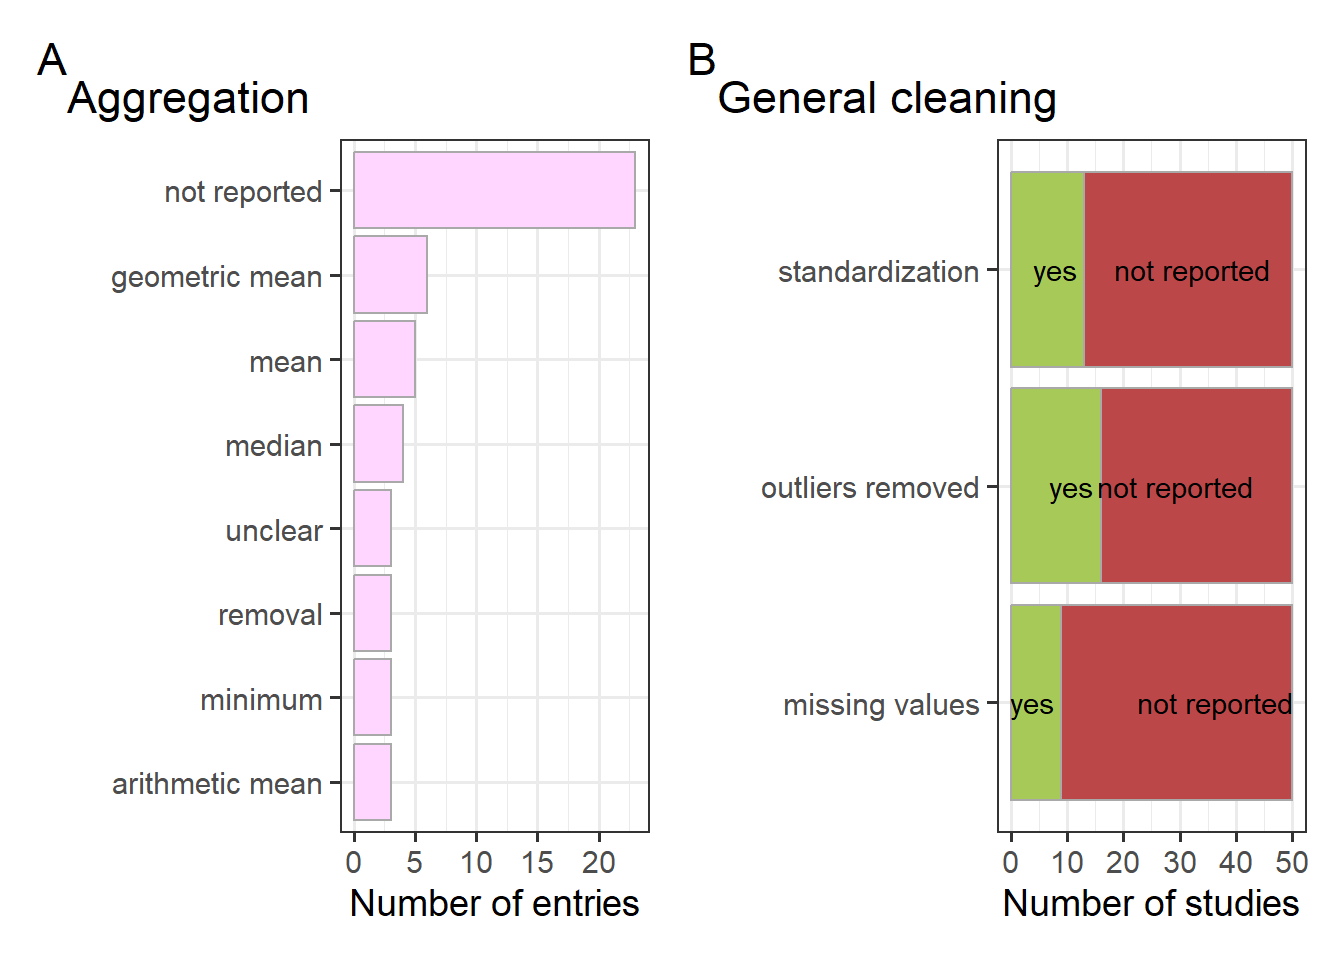 A
Aggregation
not reported
geometric mean
mean
median
unclear
removal
minimum
arithmetic mean
0 5 10 15 20
Number of entries
B
General cleaning
standardization
yes not reported
outliers removed
yes not reported
missing values
yes not reported
0 10 20 30 40 50
Number of studies